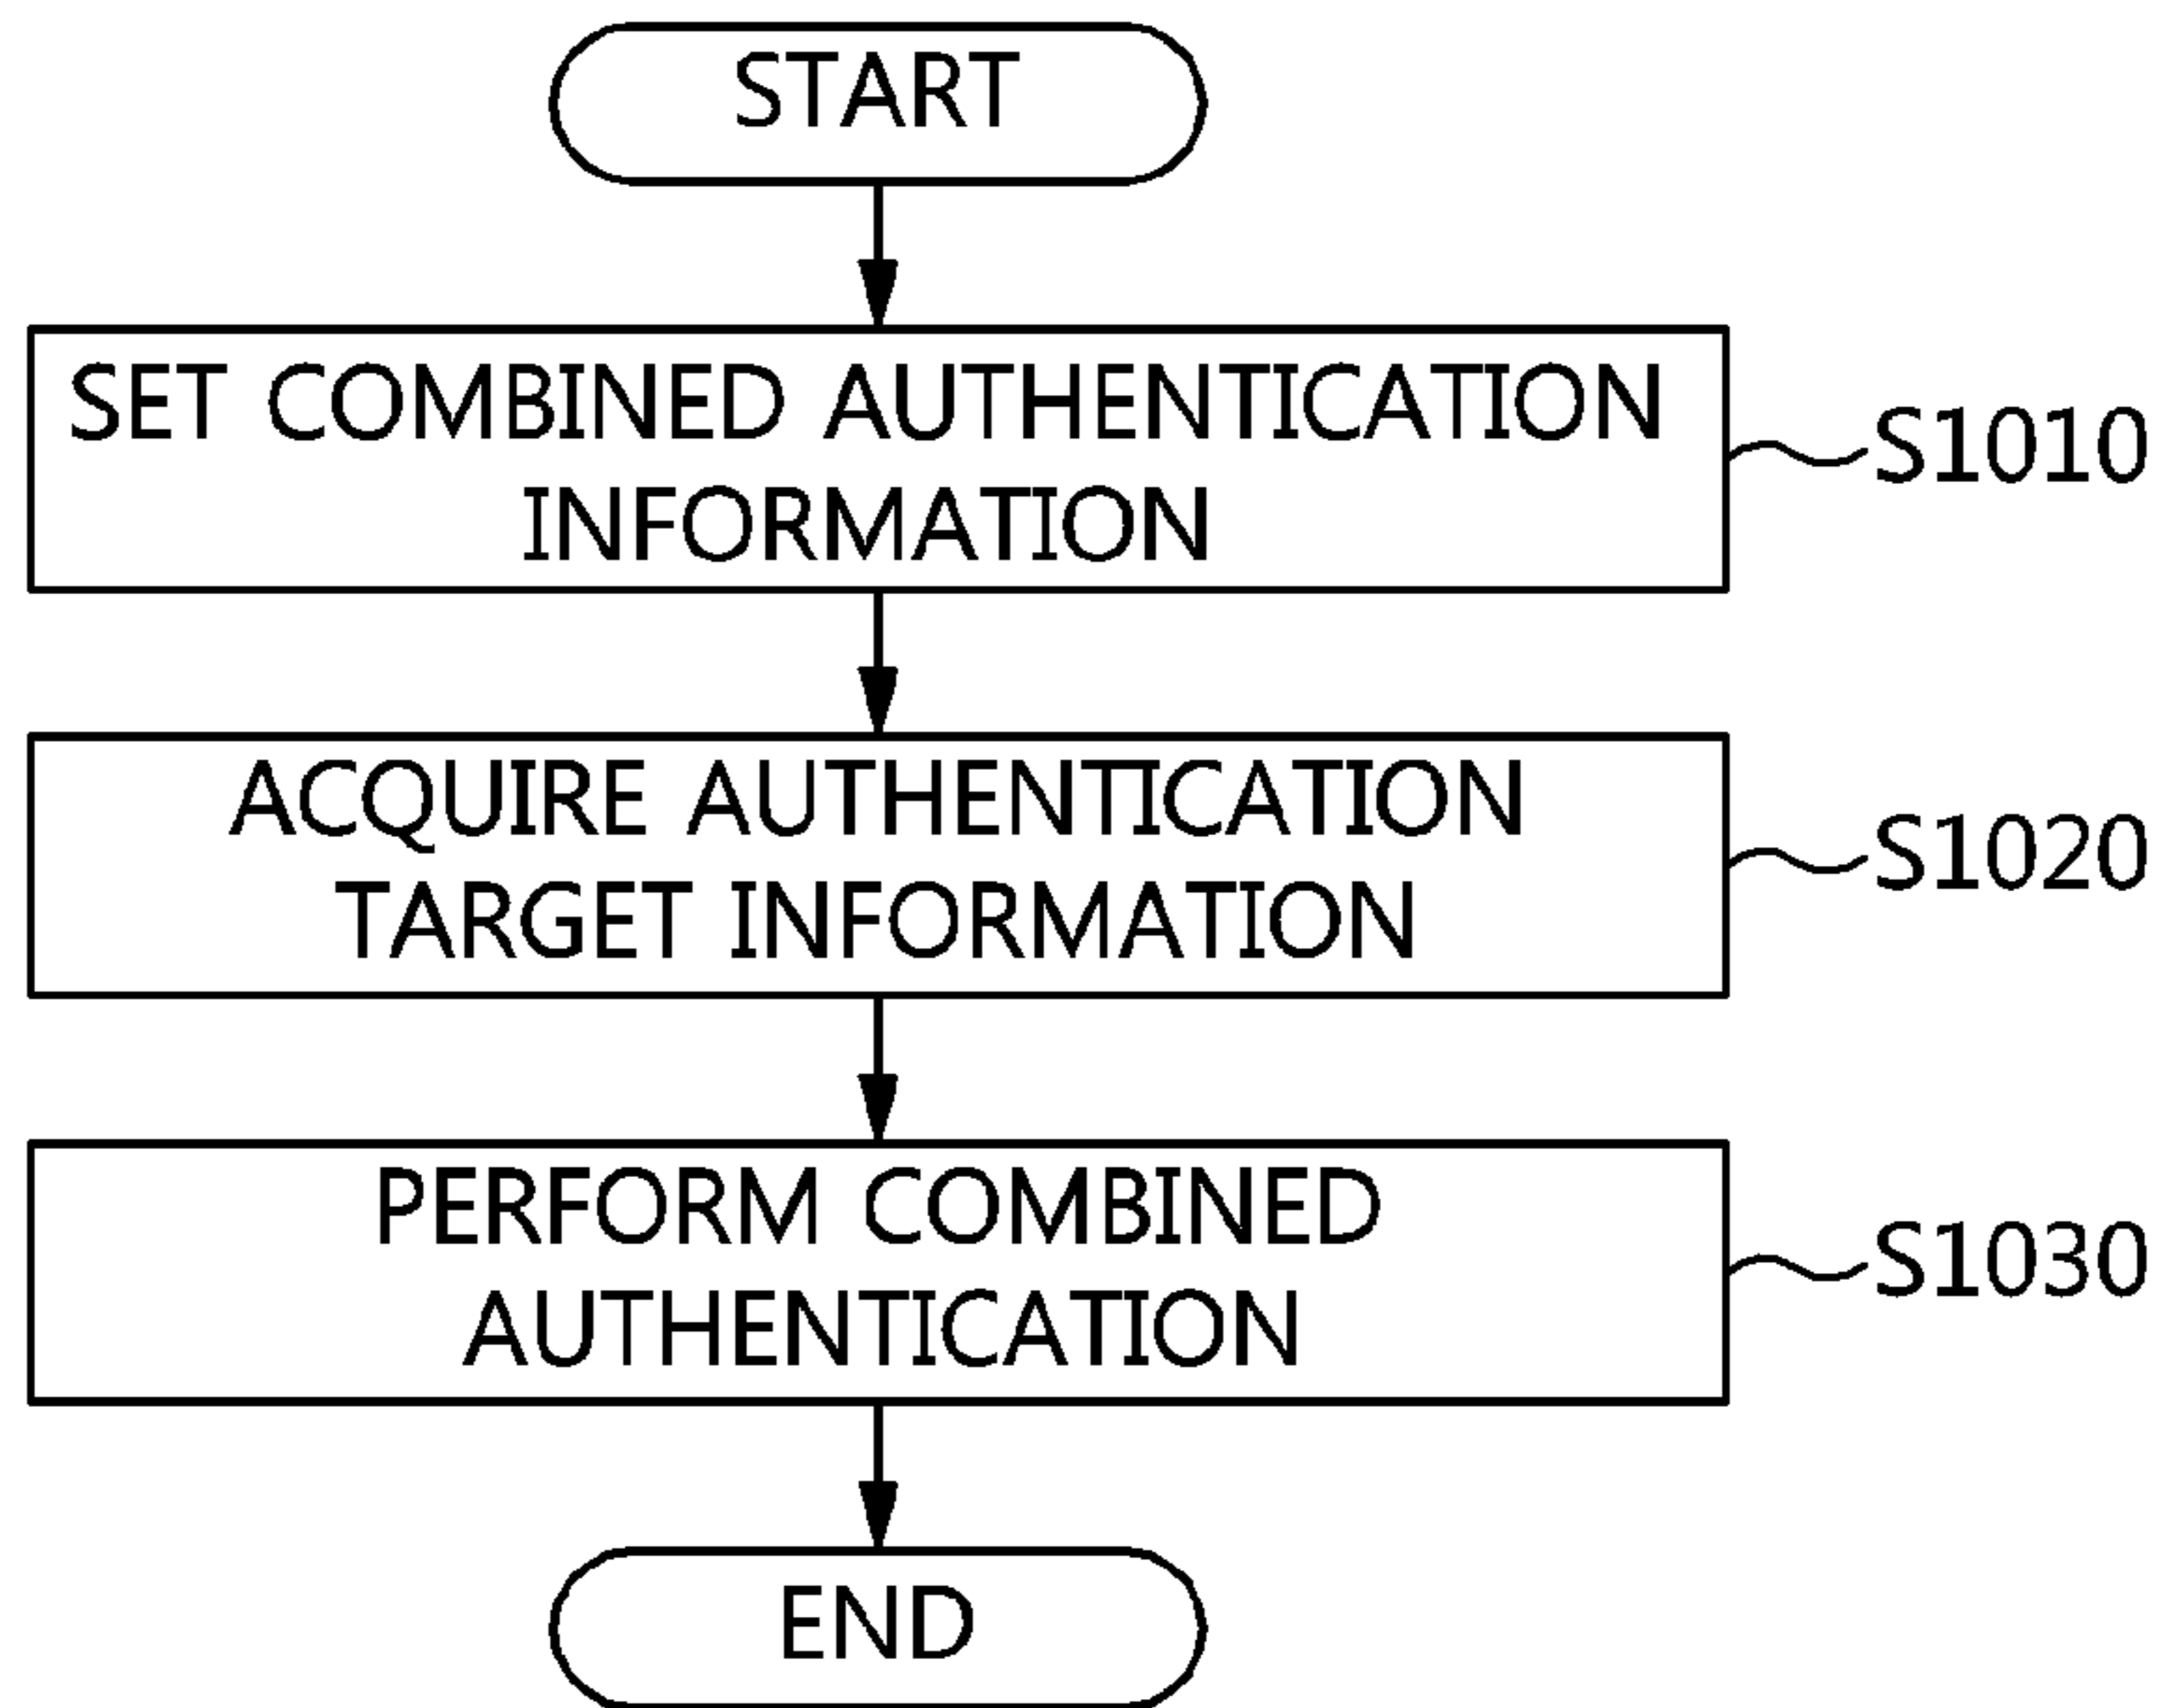 START
SET COMBINED AUTHENTICATION
INFORMATION
S1010
ACQUIRE AUTHENTICATION
TARGET INFORMATION
S1020
PERFORM COMBINED
AUTHENTICATION
S1030
END